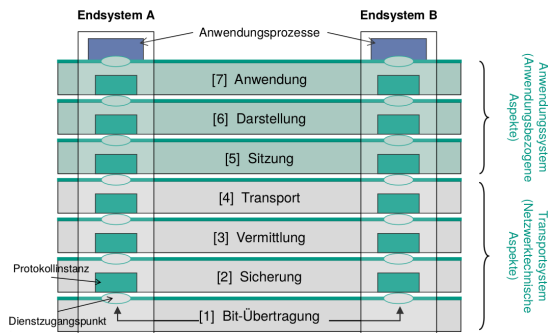 Endsystem A
Endsystem B
Anwendungsprozesse
[7] Anwendung
[6] Darstellung
[5] Sitzung
[4] Transport
[3] Vermittlung
[2] Sicherung
[1] Bit-Übertragung
Protokollinstanz
Dienstzugangspunkt
Anwendungssystem
(Anwendungsbezogene
Aspekte)
Transportsystem
(Netzwerktechnische
Aspekte)